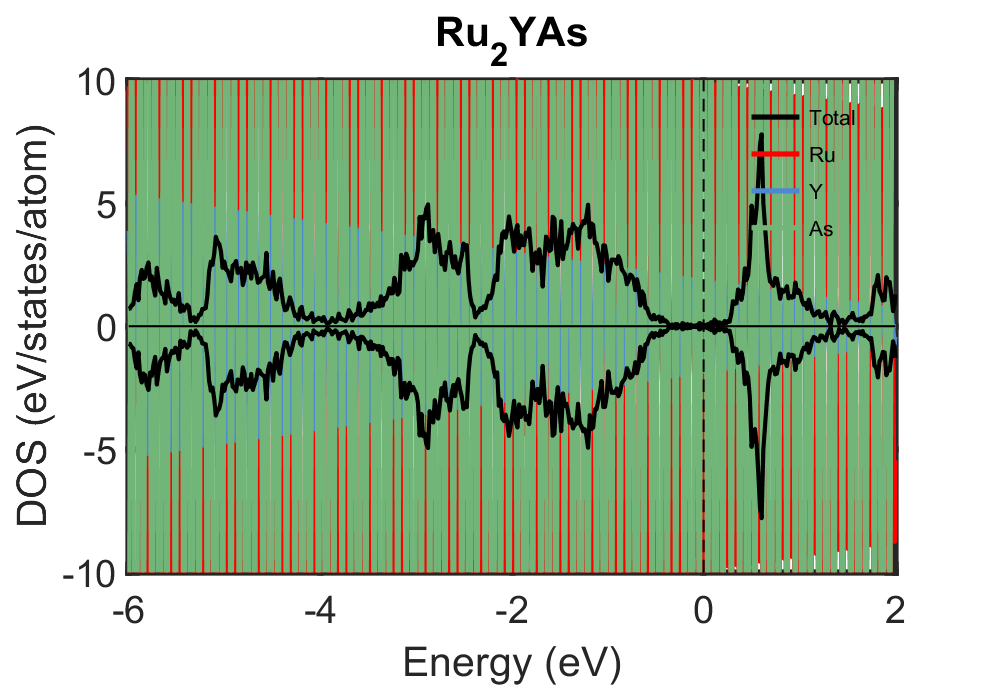 Ru₂YAs
10
5
0
-5
-10
DOS (eV/states/atom)
Total
Ru
Y
As
-6
-4
-2
0
2
Energy (eV)